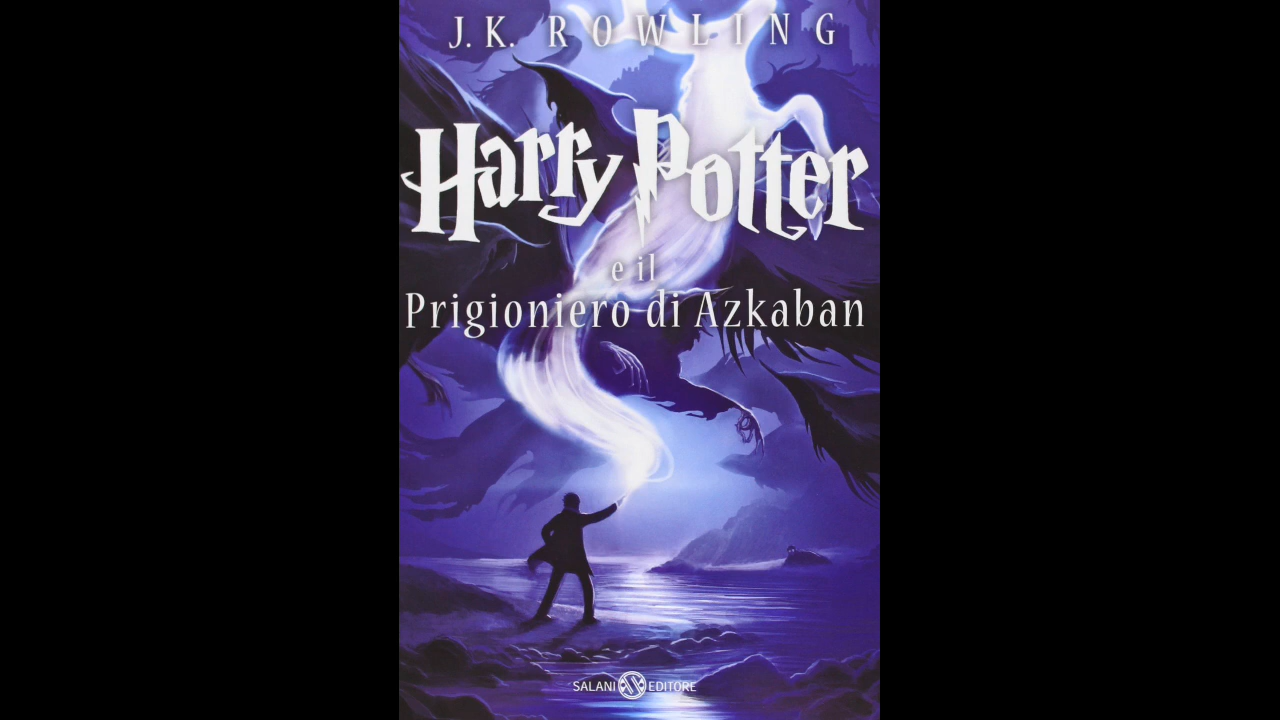 J. K. ROWLING
Harry Potter
e il
Prigioniero di Azkaban
SALANI EDITORE